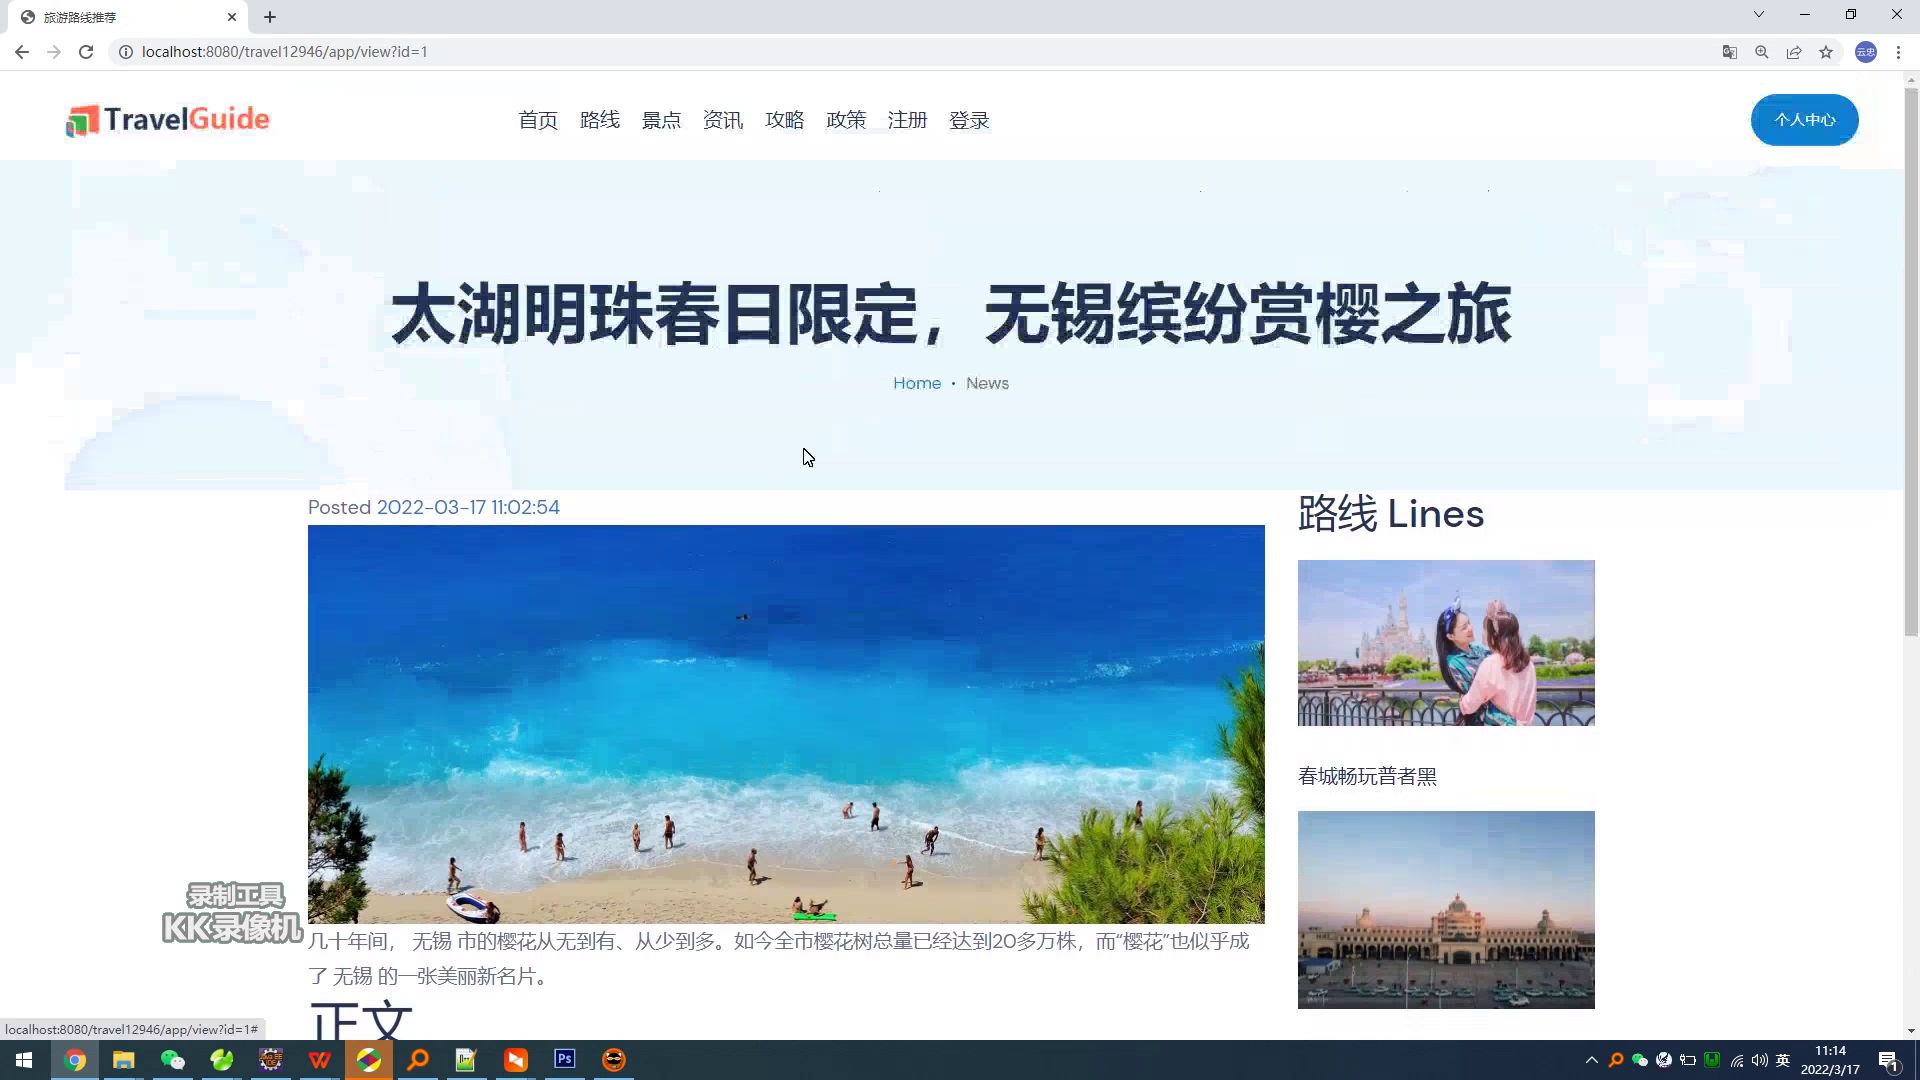 旅游路线推荐
localhost:8080/travel12946/app/view?id=1
云忠
TravelGuide
首页 路线 景点 资讯 攻略 政策 注册 登录
个人中心
太湖明珠春日限定，无锡缤纷赏樱之旅
Home • News
Posted 2022-03-17 11:02:54
路线 Lines
春城畅玩普者黑
录制工具
KK录像机
几十年间， 无锡 市的樱花从无到有、从少到多。如今全市樱花树总量已经达到20多万株，而“樱花”也似乎成
了 无锡 的一张美丽新名片。
正文
localhost:8080/travel12946/app/view?id=1#
Ps
英
11:14
2022/3/17
1